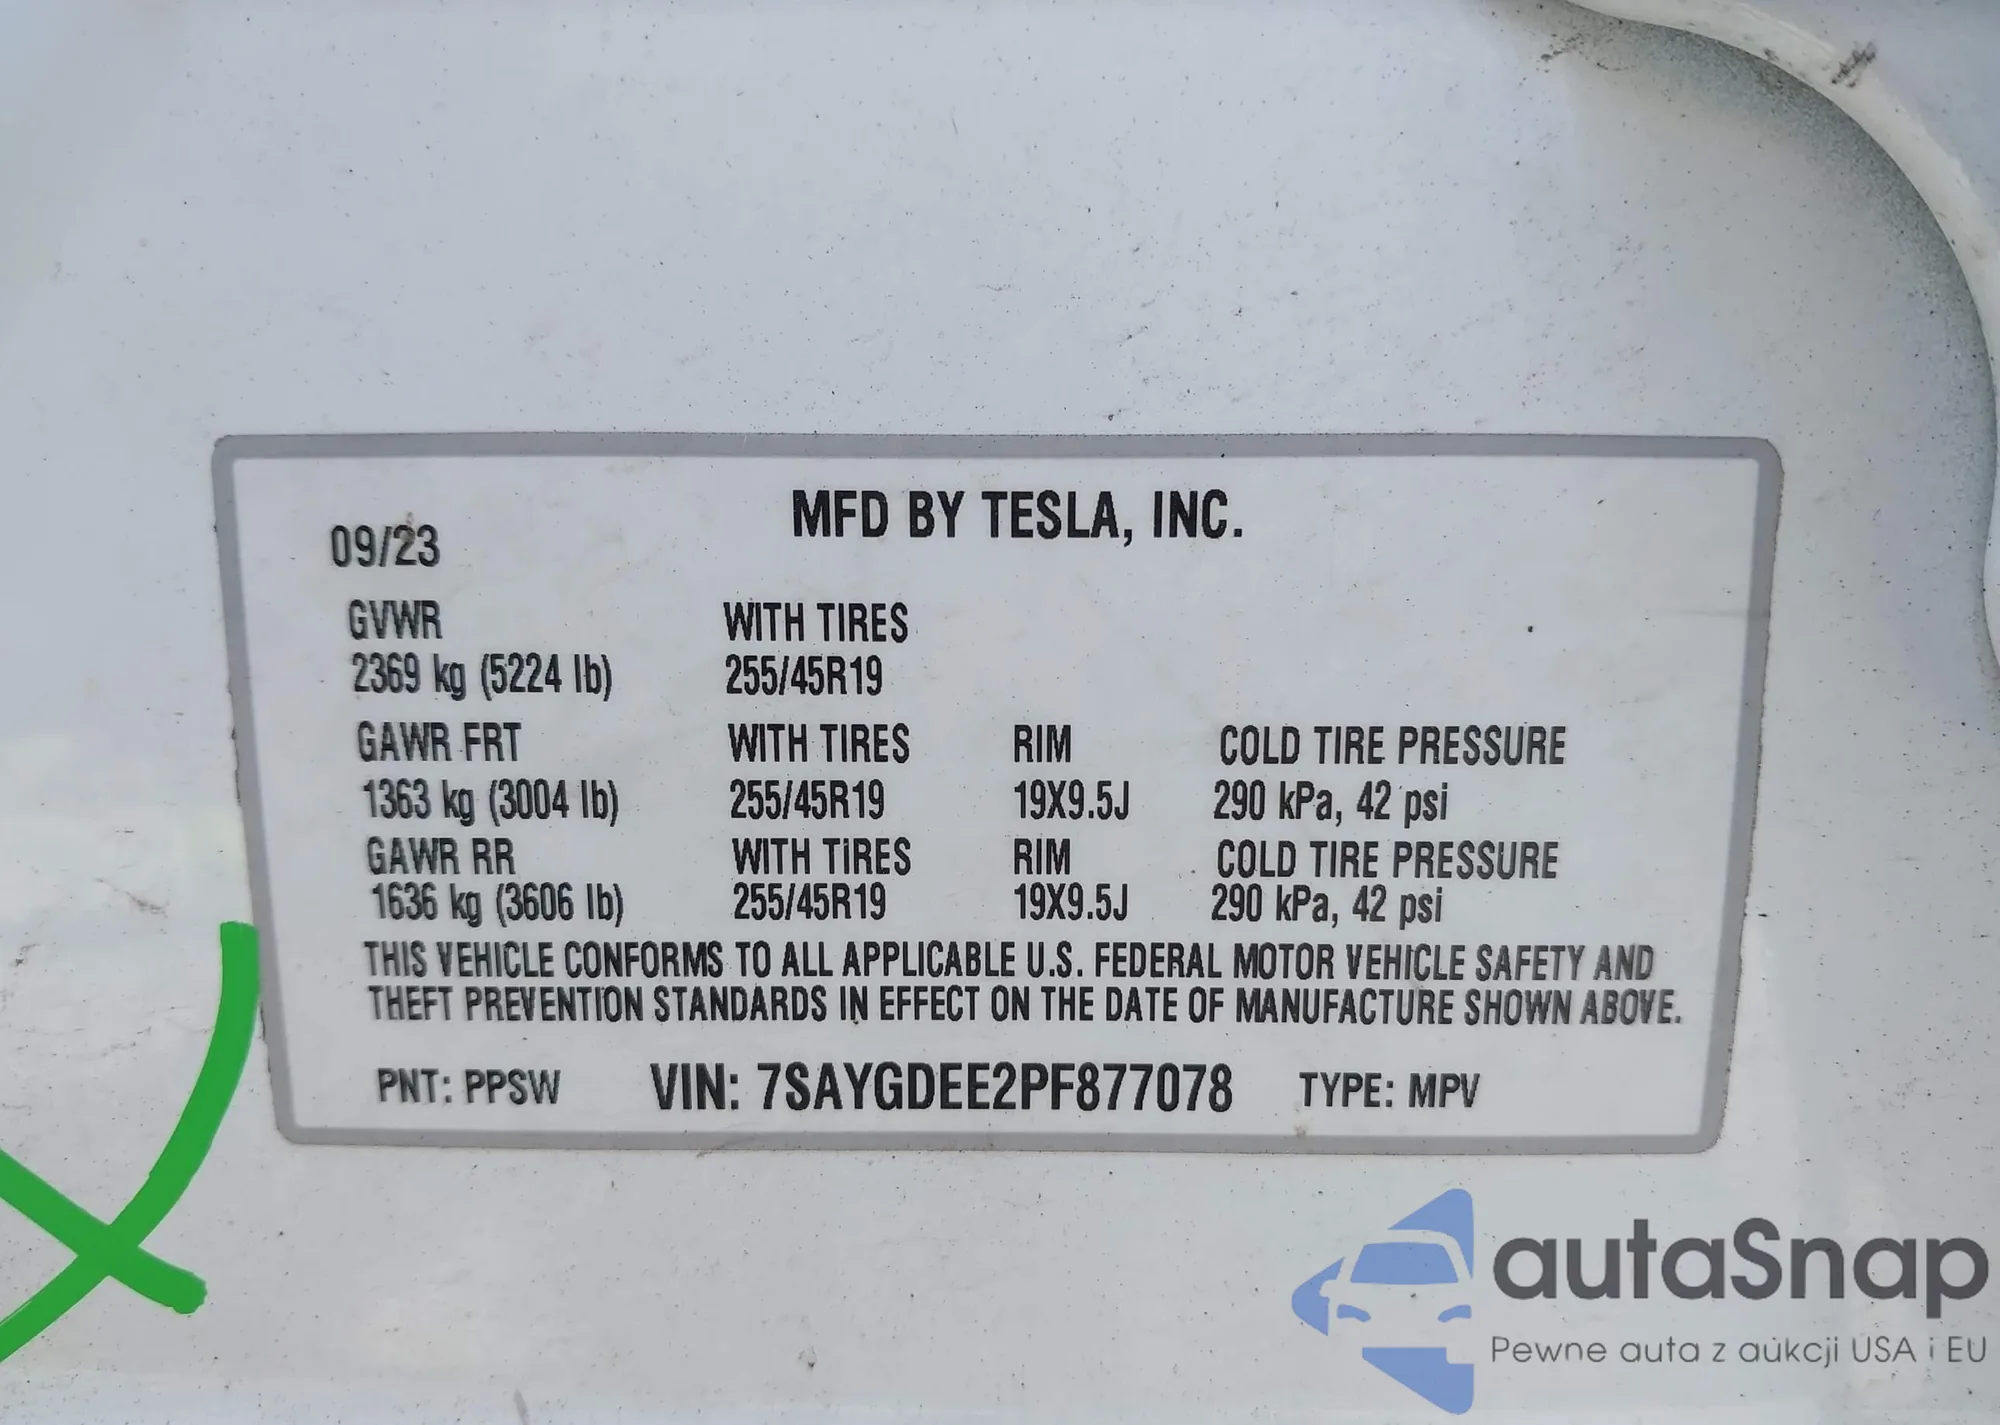 MFD BY TESLA, INC.
09/23
GVWR WITH TIRES
2369 kg (5224 lb) 255/45R19
GAWR FRT WITH TIRES RIM COLD TIRE PRESSURE
1363 kg (3004 lb) 255/45R19 19X9.5J 290 kPa, 42 psi
GAWR RR WITH TIRES RIM COLD TIRE PRESSURE
1636 kg (3606 lb) 255/45R19 19X9.5J 290 kPa, 42 psi
THIS VEHICLE CONFORMS TO ALL APPLICABLE U.S. FEDERAL MOTOR VEHICLE SAFETY AND
THEFT PREVENTION STANDARDS IN EFFECT ON THE DATE OF MANUFACTURE SHOWN ABOVE.
PNT: PPSW VIN: 7SAYGDEE2PF877078 TYPE: MPV
autaSnap
Pewne auta z aukcji USA i EU